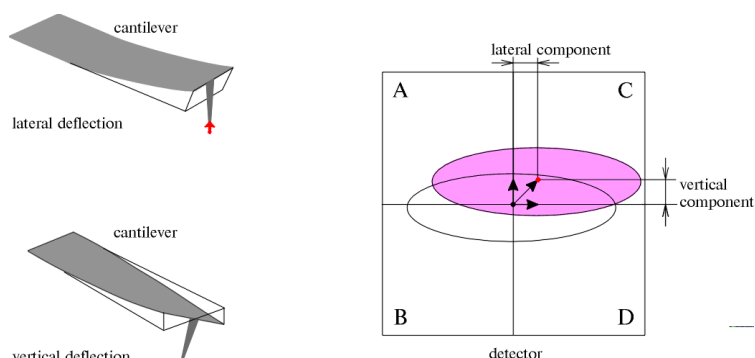 cantilever
lateral deflection
cantilever
vertical deflection
lateral component
A
C
vertical
component
B
D
detector